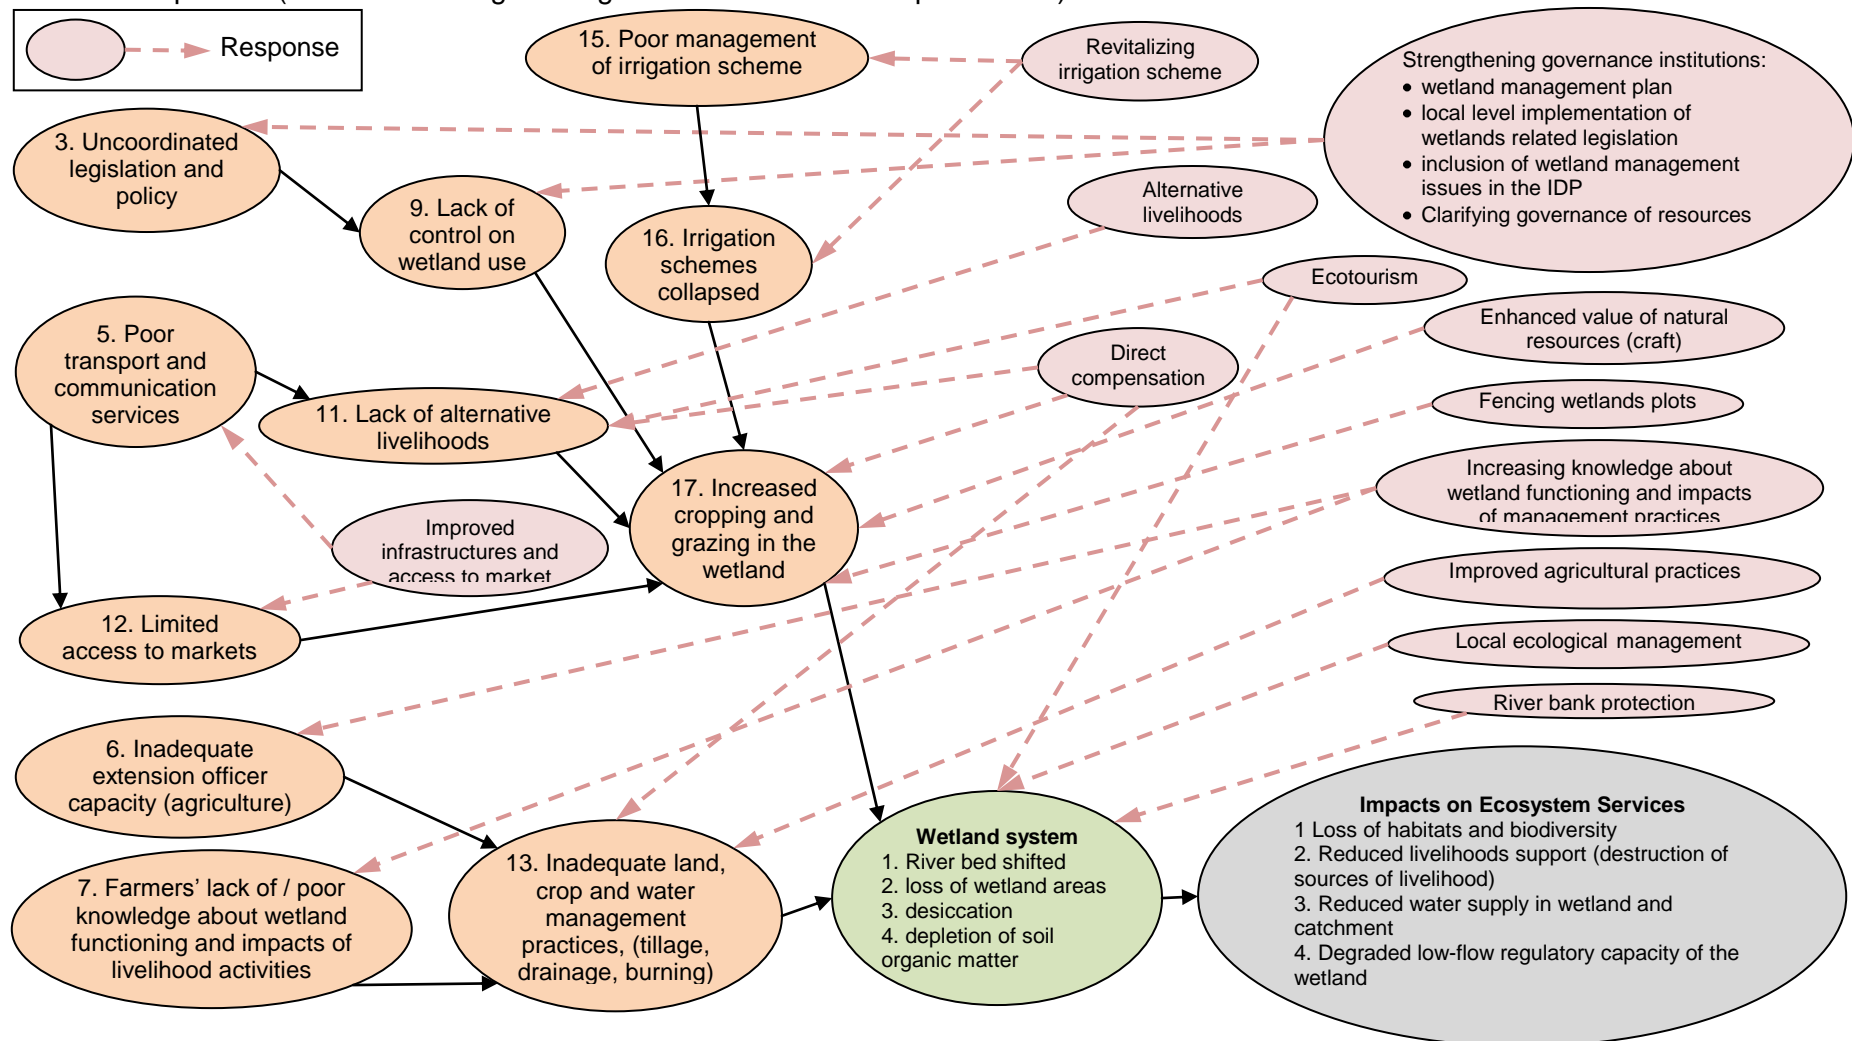 Response
15. Poor management
of irrigation scheme
Revitalizing
irrigation scheme
Strengthening governance institutions:
• wetland management plan
• local level implementation of
wetlands related legislation
• inclusion of wetland management
issues in the IDP
• Clarifying governance of resources
3. Uncoordinated
legislation and
policy
9. Lack of
control on
wetland use
16. Irrigation
schemes
collapsed
Alternative
livelihoods
Ecotourism
Enhanced value of natural
resources (craft)
5. Poor
transport and
communication
services
Direct
compensation
11. Lack of alternative
livelihoods
Fencing wetlands plots
Increasing knowledge about
wetland functioning and impacts
of management practices
17. Increased
cropping and
grazing in the
wetland
Improved
infrastructures and
access to market
Improved agricultural practices
12. Limited
access to markets
Local ecological management
River bank protection
6. Inadequate
extension officer
capacity (agriculture)
7. Farmers’ lack of / poor
knowledge about wetland
functioning and impacts of
livelihood activities
13. Inadequate land,
crop and water
management
practices, (tillage,
drainage, burning)
Wetland system
1. River bed shifted
2. loss of wetland areas
3. desiccation
4. depletion of soil
organic matter
Impacts on Ecosystem Services
1 Loss of habitats and biodiversity
2. Reduced livelihoods support (destruction of
sources of livelihood)
3. Reduced water supply in wetland and
catchment
4. Degraded low-flow regulatory capacity of the
wetland